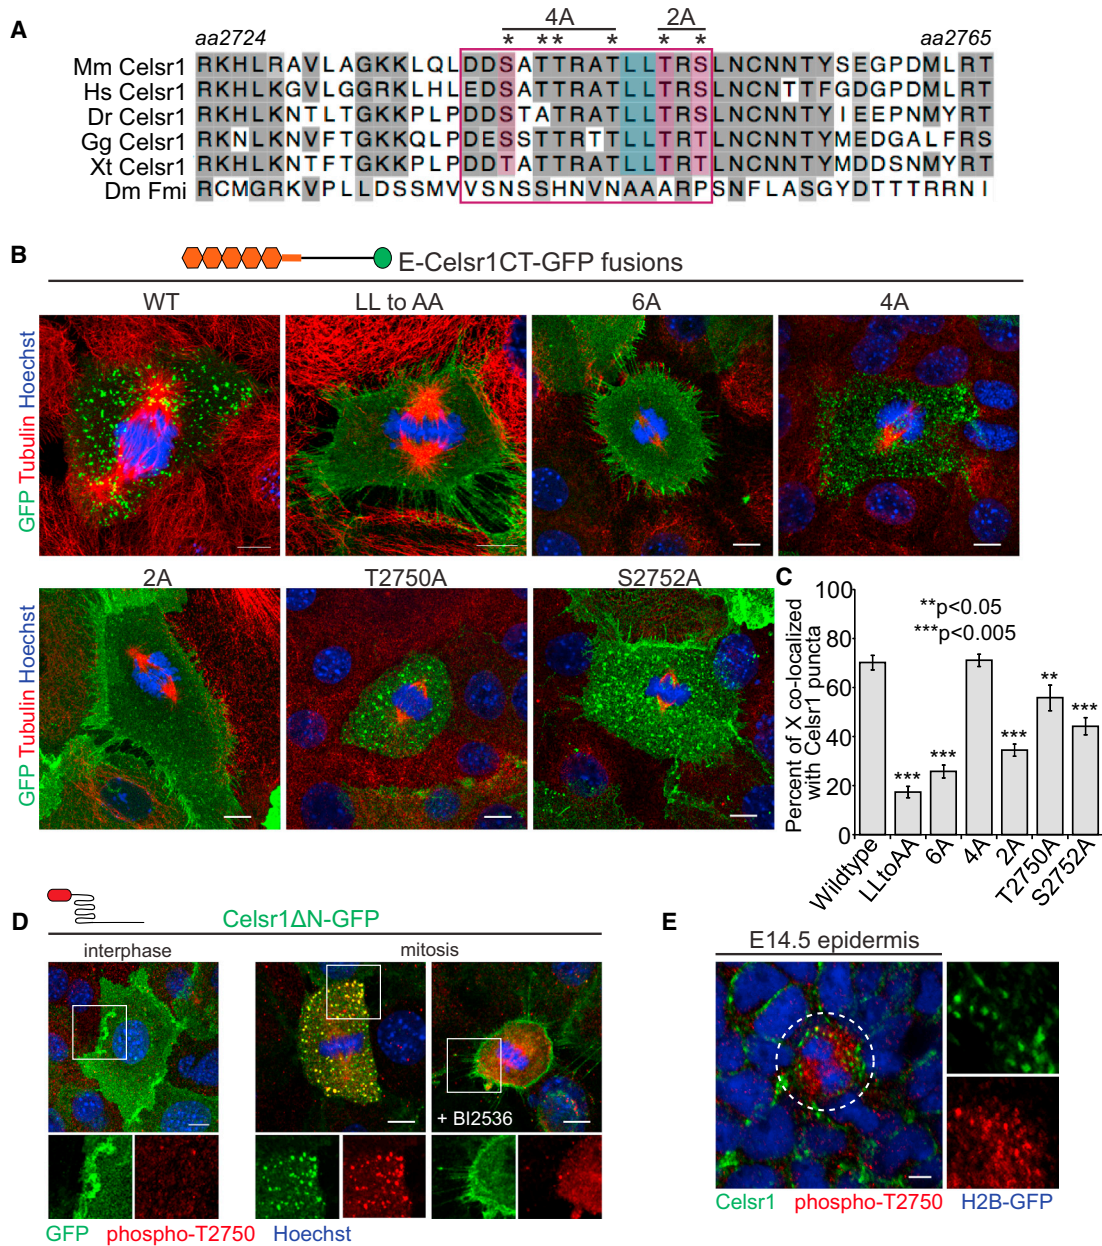 A
4A 2A
aa2724 * ** * * * aa2765
Mm Celsr1 RKHLRAVLAGKKLQLDDSATTRATLLTRSLNCNNTYSEGPDMLRT
Hs Celsr1 RKHLKGVLGGRKLHLEDSATTRATLLTRSLNCNTTFGDGPDMLRT
Dr Celsr1 RKHLKNTLTGKKPLPDDSTATRATLLTRSLNCNNTYIEEPNMYRT
Gg Celsr1 RKNLKNVFTGKKQLPDESSTTRTTLLTRTLNCNNTYMEDGALFRS
Xt Celsr1 RKHLKNTFTGKKPLPDDTATTRATLLTRTLNCNNTYMDDSNMYRT
Dm Fmi RCMGRKVPLLDSSMVVSNSSHNVNAAAARPSNFLASGYDTTTRRNI
B
E-Celsr1CT-GFP fusions
WT LL to AA 6A 4A
GFP Tubulin Hoechst
2A T2750A S2752A
GFP Tubulin Hoechst
C
Percent of X co-localized
with Celsr1 puncta
100
80
60
40
20
0
**p<0.05
***p<0.005
*** *** *** ** ***
Wildtype LLtoAA 6A 4A 2A T2750A S2752A
D
Celsr1ΔN-GFP
interphase mitosis
+ BI2536
GFP phospho-T2750 Hoechst
E
E14.5 epidermis
Celsr1 phospho-T2750 H2B-GFP